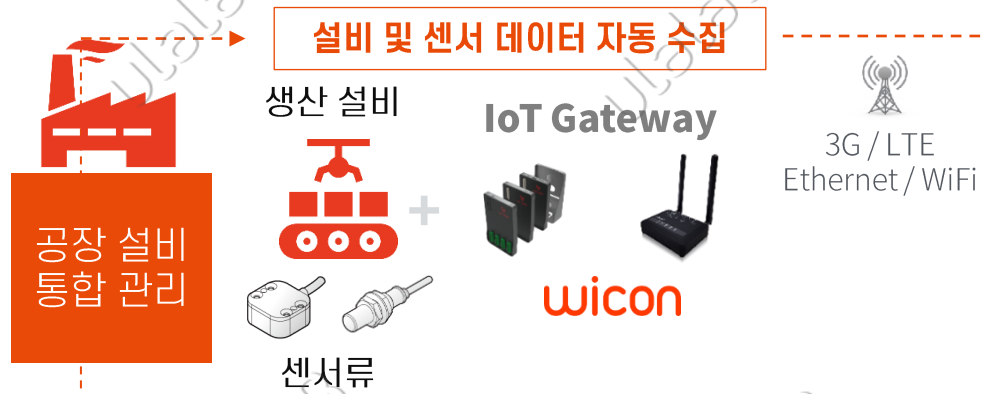 설비 및 센서 데이터 자동 수집
공장 설비
통합 관리
생산 설비
센서류
IoT Gateway
wicon
3G / LTE
Ethernet / WiFi